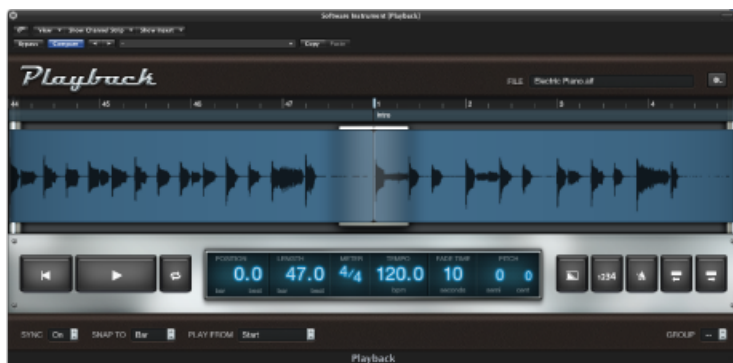 Software Instrument (Playback)
View Show Channel Strip Show Insert
Bypass Compare Copy Paste
Playback
FILE Electric Piano.aif
44 45 46 47 1 2 3 4
Intro
POSITION LENGTH METER TEMPO FADE TIME PITCH
0.0 47.0 4/4 120.0 10 0 0
bar beat bar beat bpm seconds semi cent
1234
SYNC On SNAP TO Bar PLAY FROM Start GROUP --
Playback